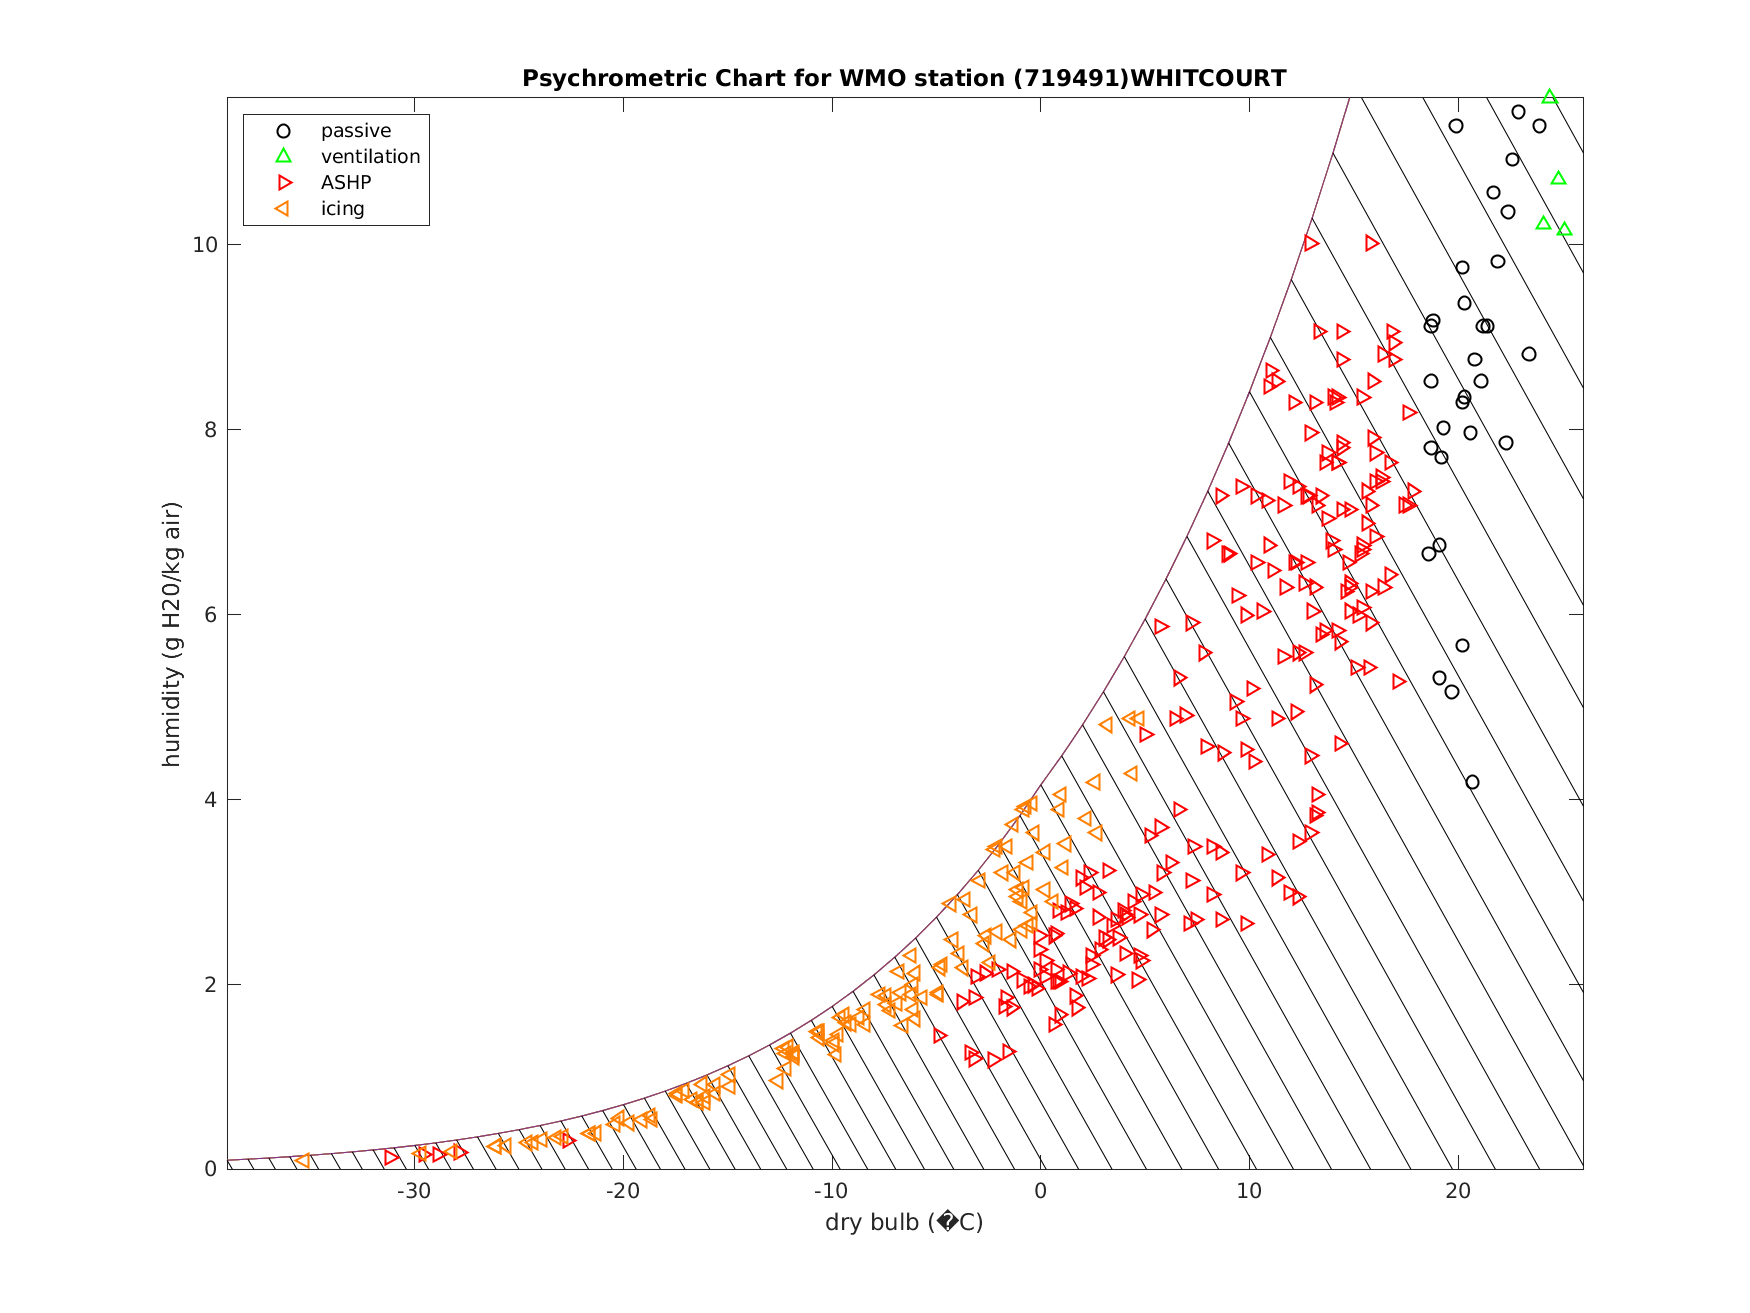 Psychrometric Chart for WMO station (719491)WHITCOURT
passive
ventilation
ASHP
icing
humidity (g H20/kg air)
10
8
6
4
2
0
-30 -20 -10 0 10 20
dry bulb (�C)